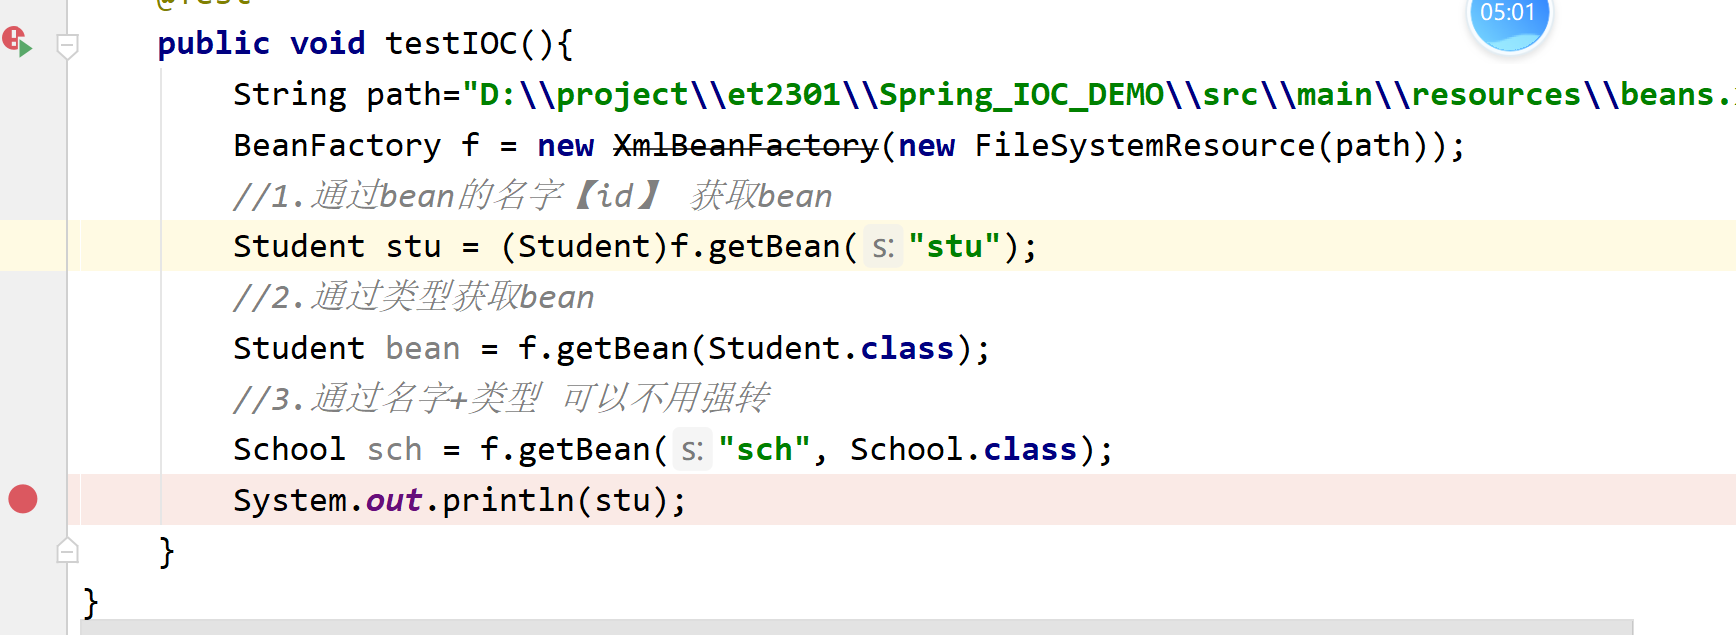 @Test
05:01
public void testIOC(){
String path="D:\\project\\et2301\\Spring_IOC_DEMO\\src\\main\\resources\\beans.
BeanFactory f = new XmlBeanFactory(new FileSystemResource(path));
//1.通过bean的名字【id】 获取bean
Student stu = (Student)f.getBean( s: "stu");
//2.通过类型获取bean
Student bean = f.getBean(Student.class);
//3.通过名字+类型 可以不用强转
School sch = f.getBean( s: "sch", School.class);
System.out.println(stu);
}
}